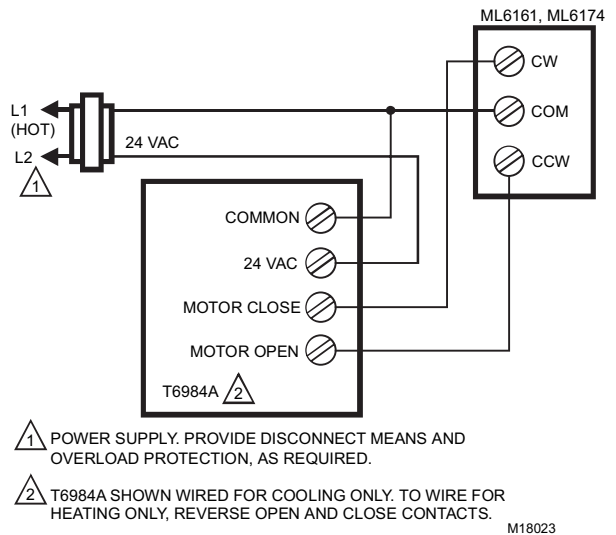 ML6161, ML6174
CW
L1
(HOT)
COM
24 VAC
L2
1
CCW
COMMON
24 VAC
MOTOR CLOSE
MOTOR OPEN
T6984A 2
1 POWER SUPPLY. PROVIDE DISCONNECT MEANS AND
OVERLOAD PROTECTION, AS REQUIRED.
2 T6984A SHOWN WIRED FOR COOLING ONLY. TO WIRE FOR
HEATING ONLY, REVERSE OPEN AND CLOSE CONTACTS.
M18023